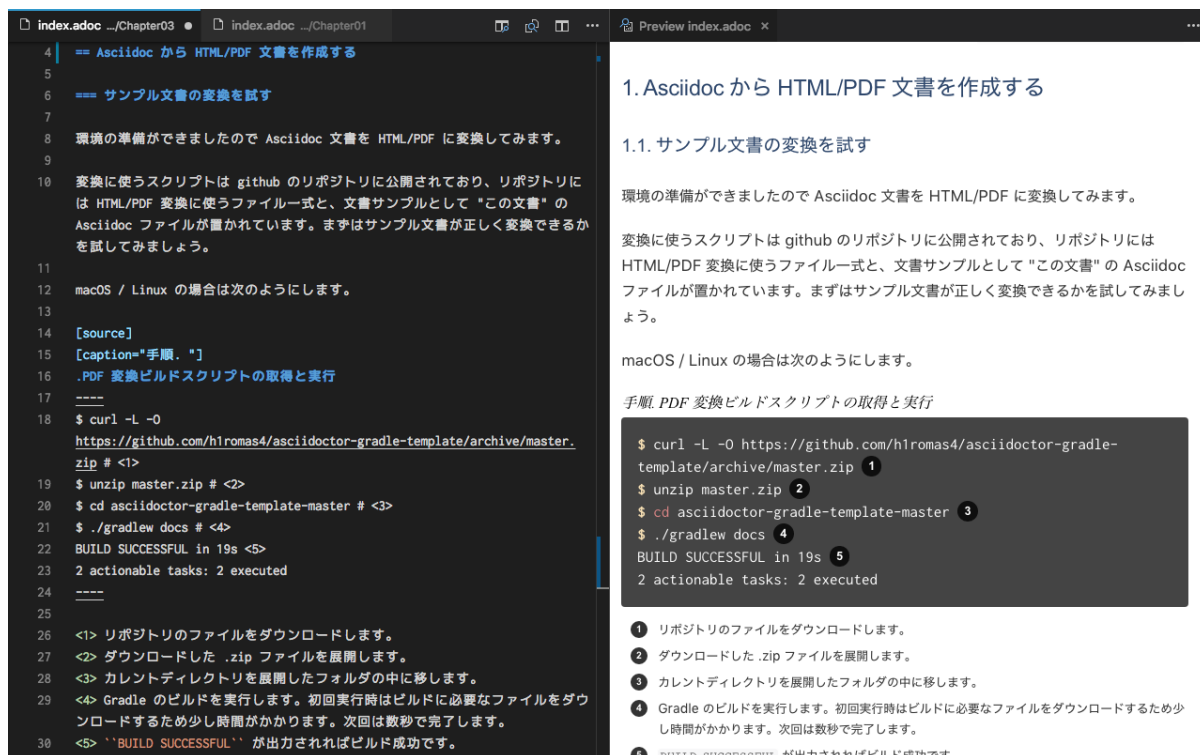 index.adoc .../Chapter03 ●
index.adoc .../Chapter01
4 == Asciidoc から HTML/PDF 文書を作成する
5
6 === サンプル文書の変換を試す
7
8 環境の準備ができましたので Asciidoc 文書を HTML/PDF に変換してみます。
9
10 変換に使うスクリプトは github のリポジトリに公開されており、リポジトリに
は HTML/PDF 変換に使うファイル一式と、文書サンプルとして "この文書" の
Asciidoc ファイルが置かれています。まずはサンプル文書が正しく変換できるか
を試してみましょう。
11
12 macOS / Linux の場合は次のようにします。
13
14 [source]
15 [caption="手順. "]
16 .PDF 変換ビルドスクリプトの取得と実行
17 ----
18 $ curl -L -O
https://github.com/h1romas4/asciidoctor-gradle-template/archive/master.
zip # <1>
19 $ unzip master.zip # <2>
20 $ cd asciidoctor-gradle-template-master # <3>
21 $ ./gradlew docs # <4>
22 BUILD SUCCESSFUL in 19s <5>
23 2 actionable tasks: 2 executed
24 ----
25
26 <1> リポジトリのファイルをダウンロードします。
27 <2> ダウンロードした .zip ファイルを展開します。
28 <3> カレントディレクトリを展開したフォルダの中に移します。
29 <4> Gradle のビルドを実行します。初回実行時はビルドに必要なファイルをダウ
ンロードするため少し時間がかかります。次回は数秒で完了します。
30 <5> ``BUILD SUCCESSFUL`` が出力されればビルド成功です。
Preview index.adoc ×
1. Asciidoc から HTML/PDF 文書を作成する
1.1. サンプル文書の変換を試す
環境の準備ができましたので Asciidoc 文書を HTML/PDF に変換してみます。
変換に使うスクリプトは github のリポジトリに公開されており、リポジトリには
HTML/PDF 変換に使うファイル一式と、文書サンプルとして "この文書" の Asciidoc
ファイルが置かれています。まずはサンプル文書が正しく変換できるかを試してみまし
ょう。
macOS / Linux の場合は次のようにします。
手順. PDF 変換ビルドスクリプトの取得と実行
$ curl -L -O https://github.com/h1romas4/asciidoctor-gradle-
template/archive/master.zip 1
$ unzip master.zip 2
$ cd asciidoctor-gradle-template-master 3
$ ./gradlew docs 4
BUILD SUCCESSFUL in 19s 5
2 actionable tasks: 2 executed
1 リポジトリのファイルをダウンロードします。
2 ダウンロードした .zip ファイルを展開します。
3 カレントディレクトリを展開したフォルダの中に移します。
4 Gradle のビルドを実行します。初回実行時はビルドに必要なファイルをダウンロードするため少
し時間がかかります。次回は数秒で完了します。
5 BUILD SUCCESSFUL が出力されればビルド成功です。